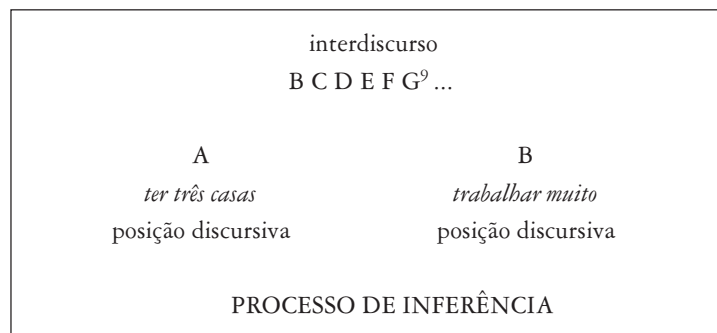 interdiscurso
B C D E F G⁹ ...
A B
ter três casas trabalhar muito
posição discursiva posição discursiva
PROCESSO DE INFERÊNCIA